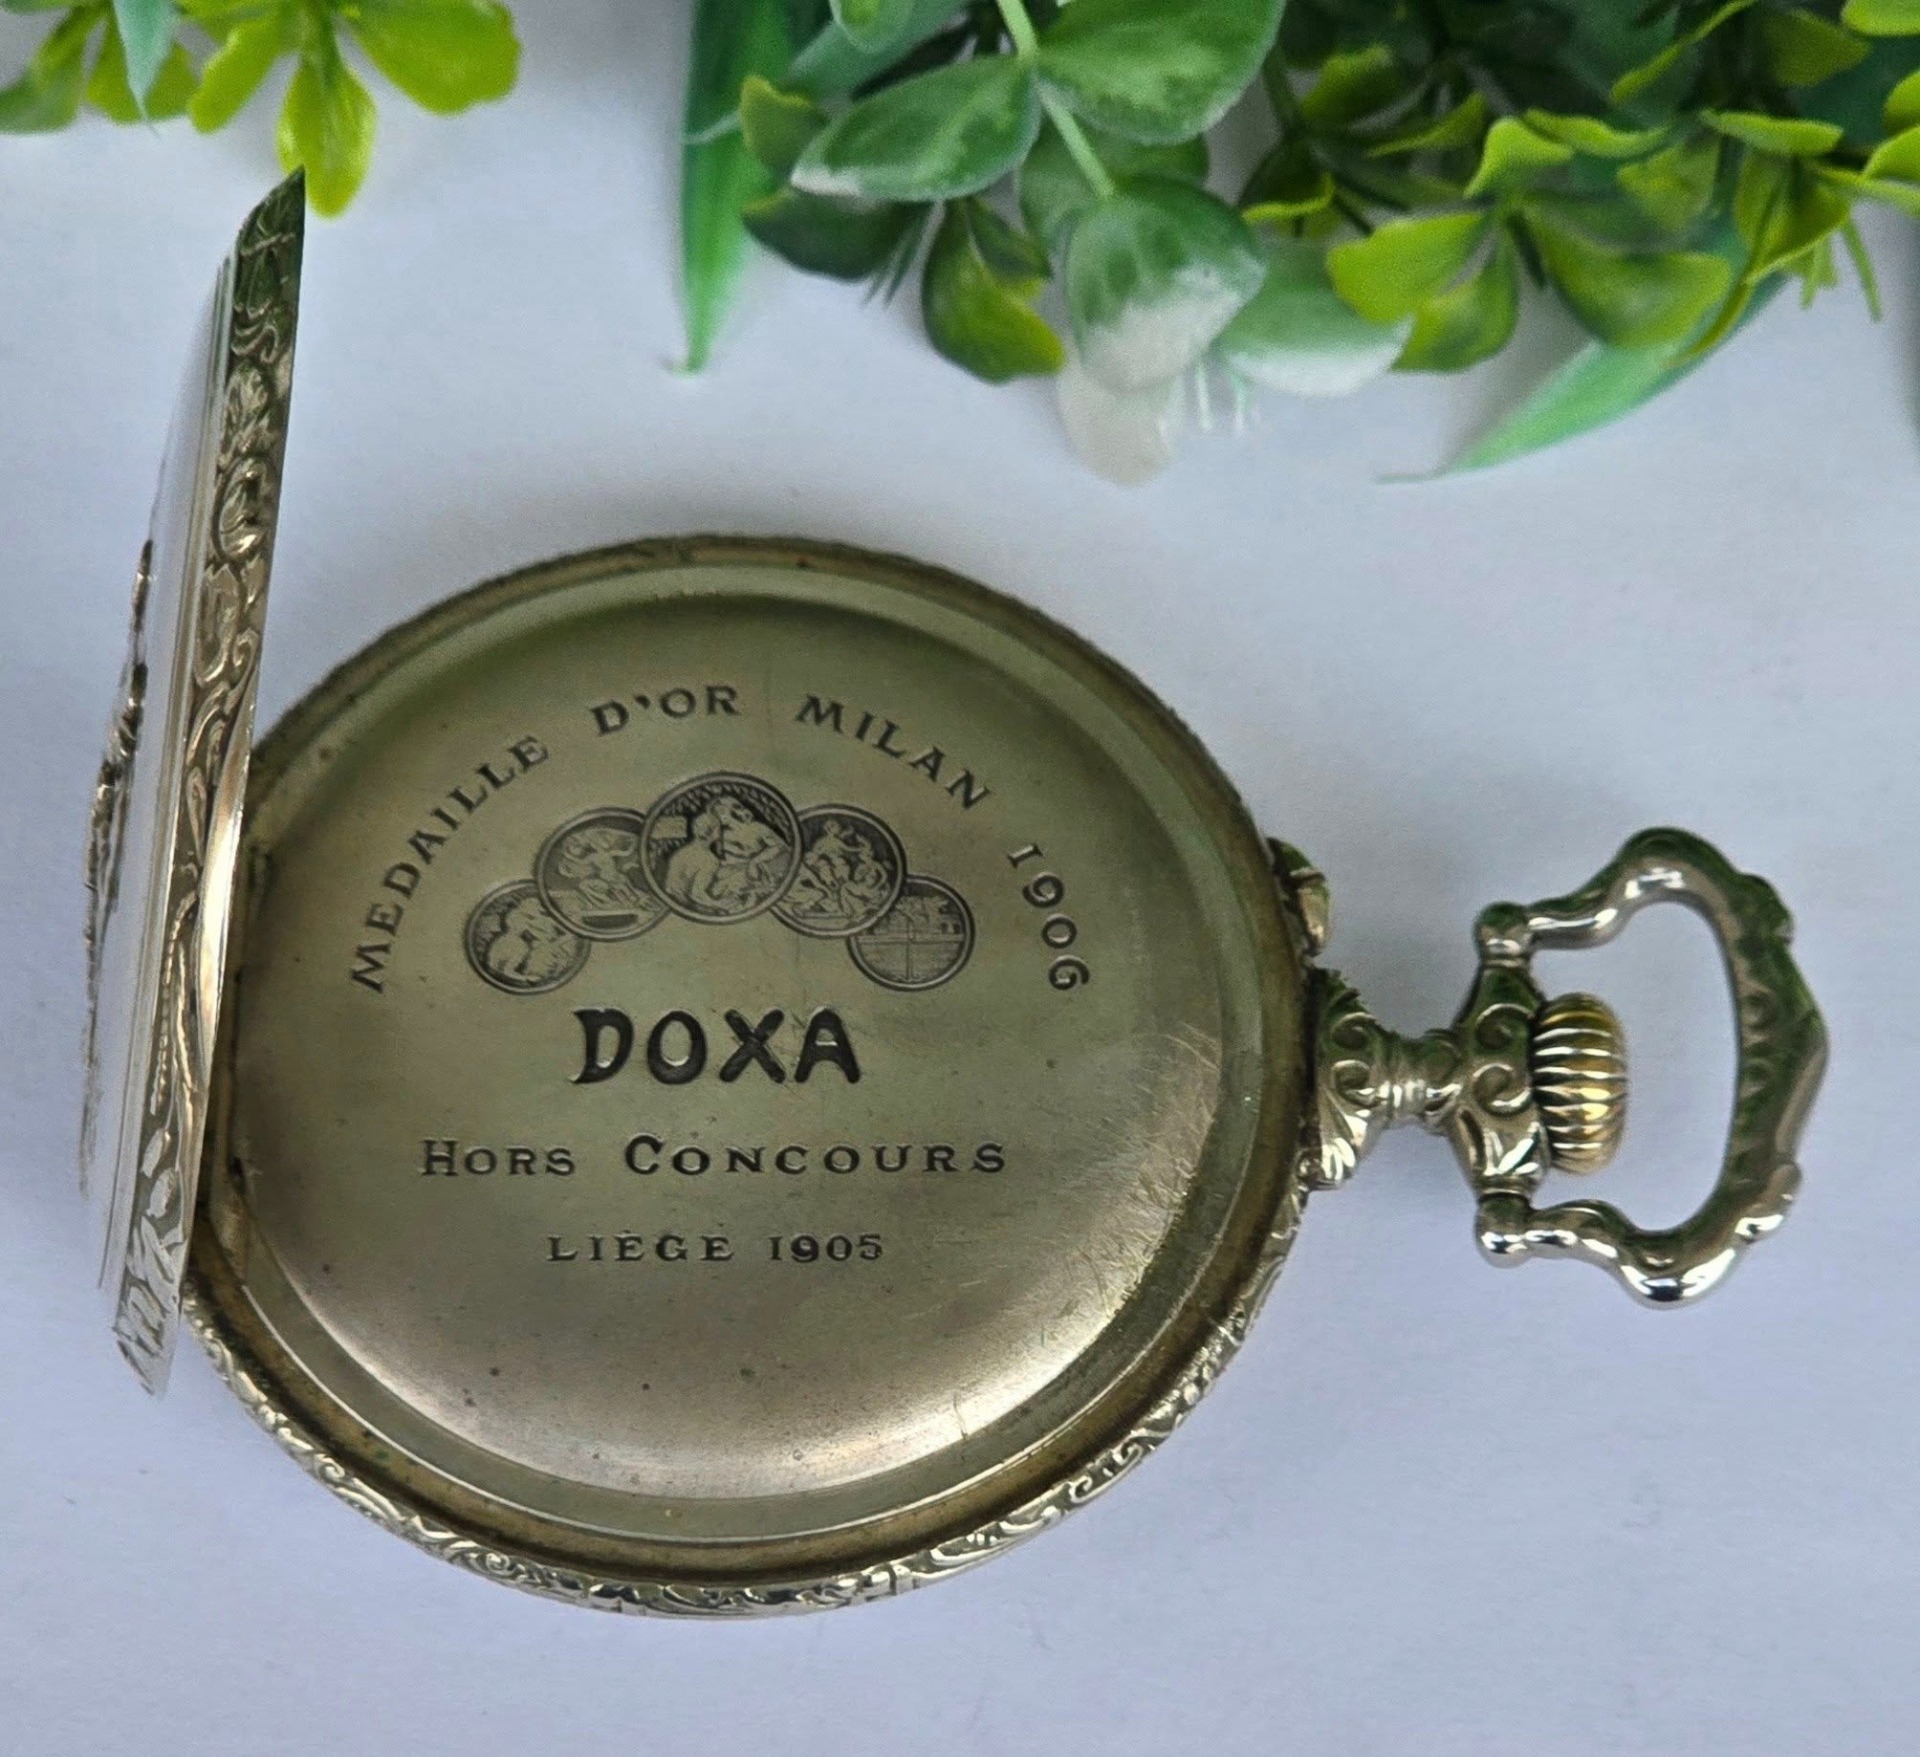 MEDAILLE D'OR MILAN 1906
DOXA
HORS CONCOURS
LIÈGE 1905